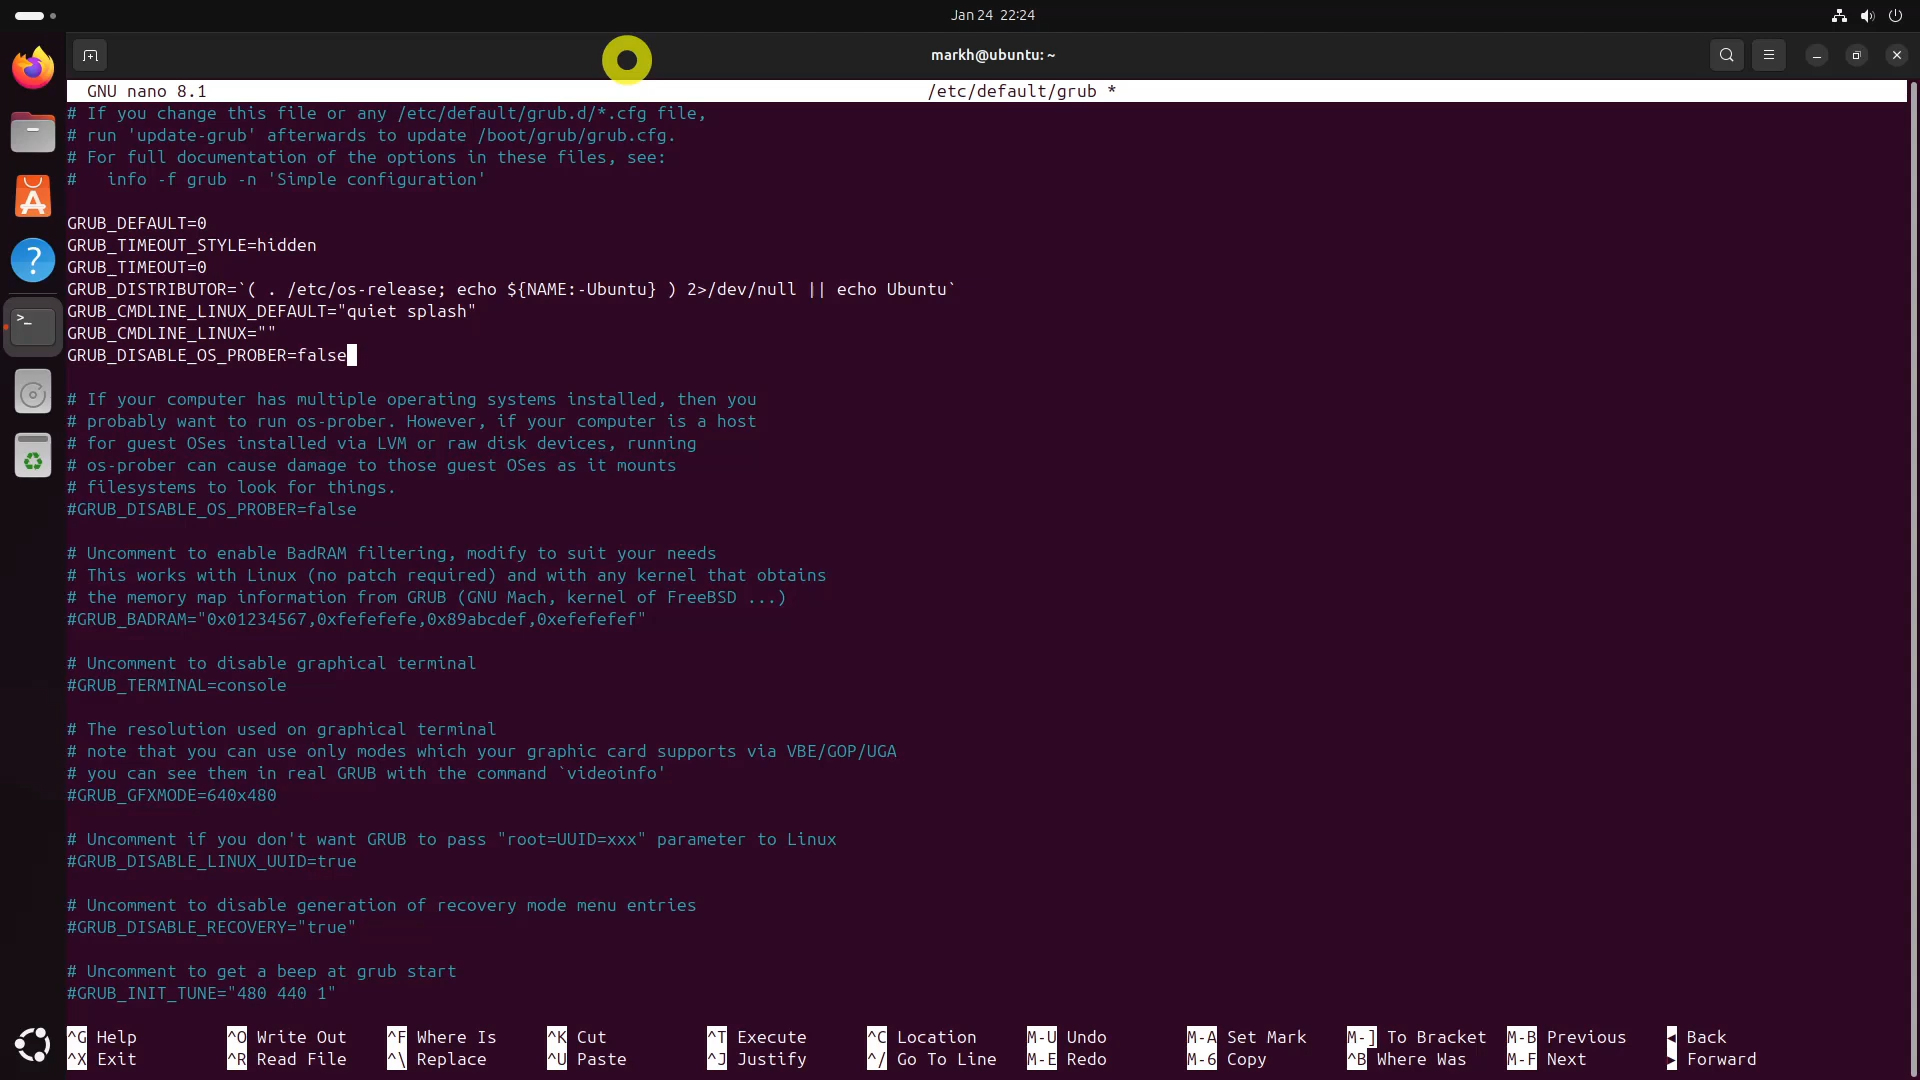 Jan 24 22:24
markh@ubuntu: ~
GNU nano 8.1 /etc/default/grub *
# If you change this file or any /etc/default/grub.d/*.cfg file,
# run 'update-grub' afterwards to update /boot/grub/grub.cfg.
# For full documentation of the options in these files, see:
#   info -f grub -n 'Simple configuration'
GRUB_DEFAULT=0
GRUB_TIMEOUT_STYLE=hidden
GRUB_TIMEOUT=0
GRUB_DISTRIBUTOR=`( . /etc/os-release; echo ${NAME:-Ubuntu} ) 2>/dev/null || echo Ubuntu`
GRUB_CMDLINE_LINUX_DEFAULT="quiet splash"
GRUB_CMDLINE_LINUX=""
GRUB_DISABLE_OS_PROBER=false
# If your computer has multiple operating systems installed, then you
# probably want to run os-prober. However, if your computer is a host
# for guest OSes installed via LVM or raw disk devices, running
# os-prober can cause damage to those guest OSes as it mounts
# filesystems to look for things.
#GRUB_DISABLE_OS_PROBER=false
# Uncomment to enable BadRAM filtering, modify to suit your needs
# This works with Linux (no patch required) and with any kernel that obtains
# the memory map information from GRUB (GNU Mach, kernel of FreeBSD ...)
#GRUB_BADRAM="0x01234567,0xfefefefe,0x89abcdef,0xefefefef"
# Uncomment to disable graphical terminal
#GRUB_TERMINAL=console
# The resolution used on graphical terminal
# note that you can use only modes which your graphic card supports via VBE/GOP/UGA
# you can see them in real GRUB with the command `videoinfo'
#GRUB_GFXMODE=640x480
# Uncomment if you don't want GRUB to pass "root=UUID=xxx" parameter to Linux
#GRUB_DISABLE_LINUX_UUID=true
# Uncomment to disable generation of recovery mode menu entries
#GRUB_DISABLE_RECOVERY="true"
# Uncomment to get a beep at grub start
#GRUB_INIT_TUNE="480 440 1"
^G Help ^O Write Out ^F Where Is ^K Cut ^T Execute ^C Location M-U Undo M-A Set Mark M-] To Bracket M-B Previous ◂ Back
^X Exit ^R Read File ^\ Replace ^U Paste ^J Justify ^/ Go To Line M-E Redo M-6 Copy ^B Where Was M-F Next ▸ Forward